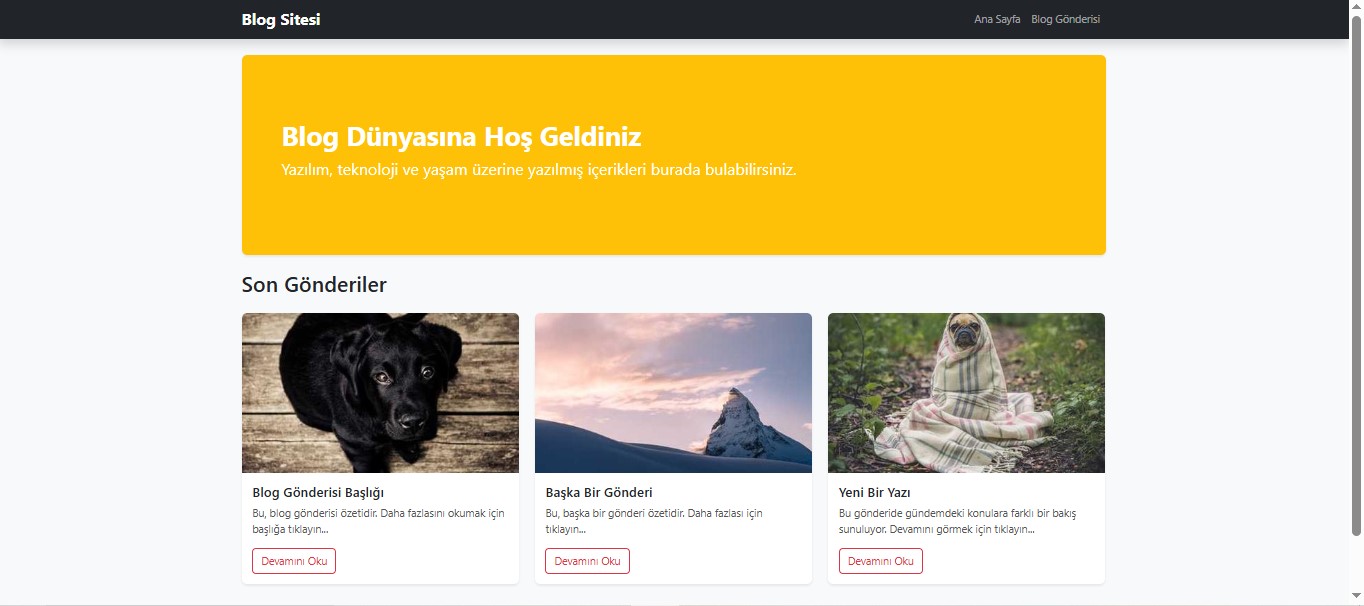 Blog Sitesi
Ana Sayfa
Blog Gönderisi
Blog Dünyasına Hoş Geldiniz
Yazılım, teknoloji ve yaşam üzerine yazılmış içerikleri burada bulabilirsiniz.
Son Gönderiler
Blog Gönderisi Başlığı
Bu, blog gönderisi özetidir. Daha fazlasını okumak için
başlığa tıklayın...
Devamını Oku
Başka Bir Gönderi
Bu, başka bir gönderi özetidir. Daha fazlası için
tıklayın...
Devamını Oku
Yeni Bir Yazı
Bu gönderide gündemdeki konulara farklı bir bakış
sunuluyor. Devamını görmek için tıklayın...
Devamını Oku